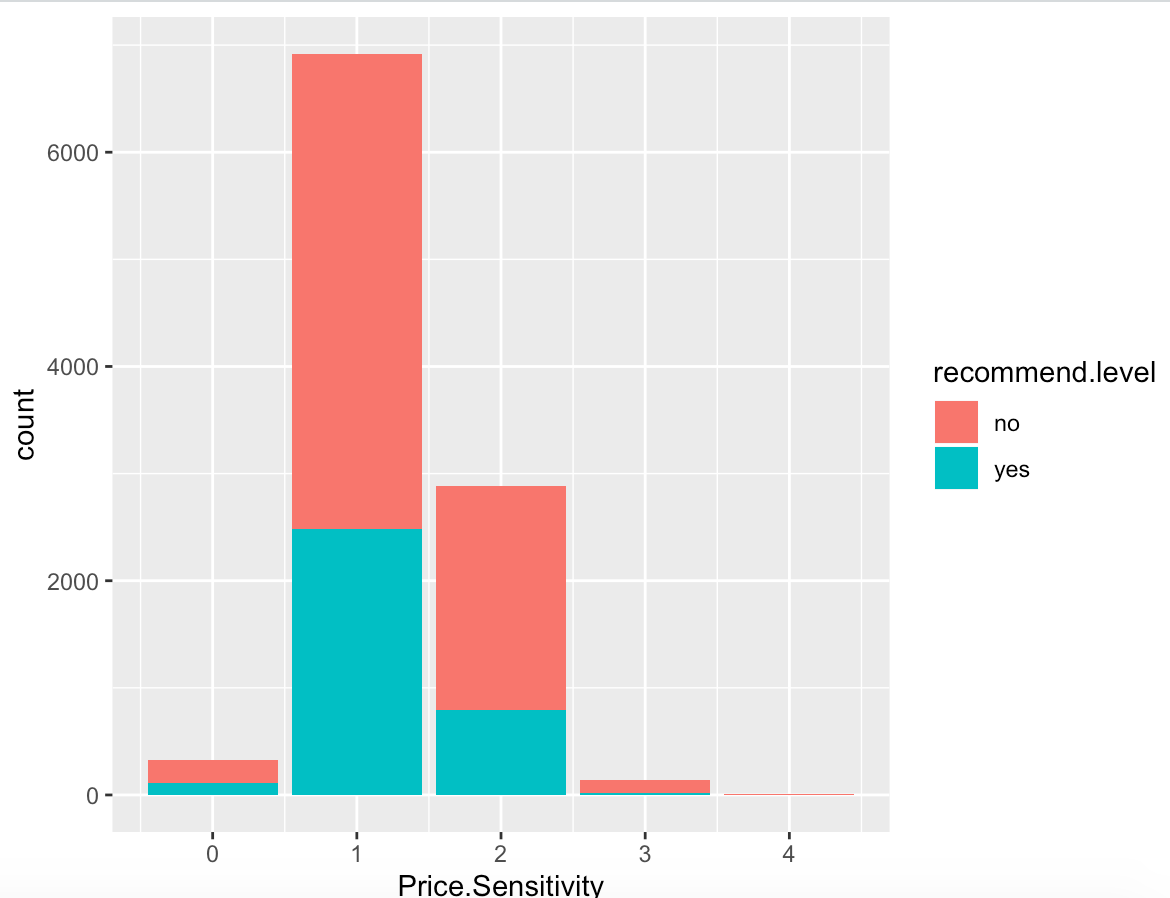 6000
4000
2000
0
count
0 1 2 3 4
Price.Sensitivity
recommend.level
no
yes